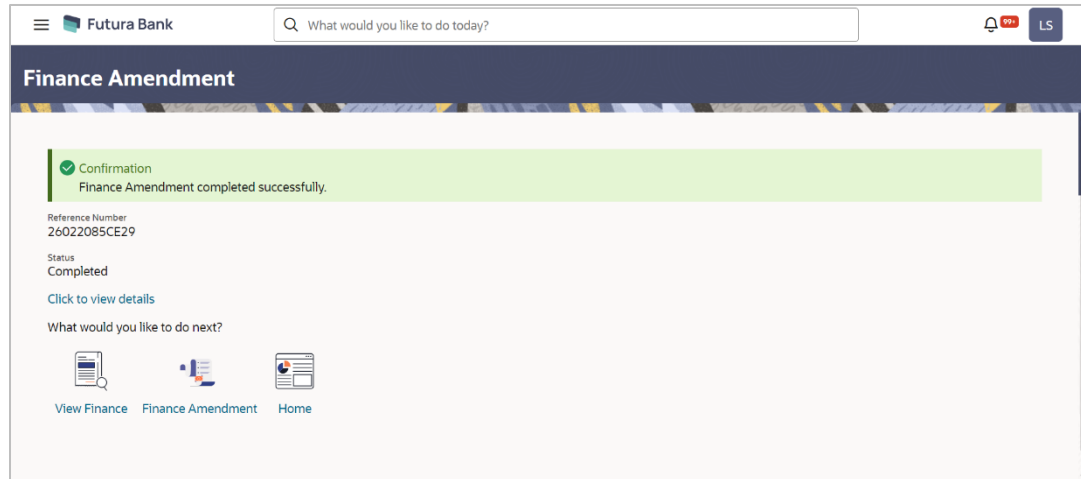 Futura Bank
What would you like to do today?
99+
LS
Finance Amendment
Confirmation
Finance Amendment completed successfully.
Reference Number
26022085CE29
Status
Completed
Click to view details
What would you like to do next?
View Finance Finance Amendment Home